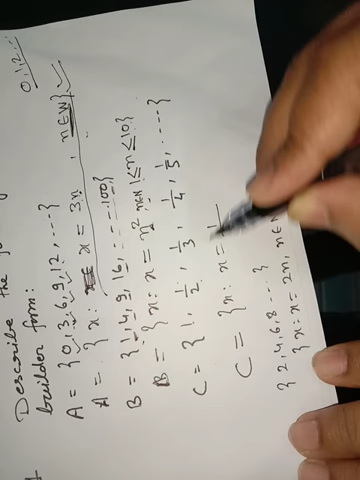 0,1,2...
Describe the
builder form:
A = {0,3,6,9,12,...}
A = {x: x = 3n, n∈W}
B = {1,4,9,16,....100}
B = {x: x = n², n∈N 1≤n≤10}
C = {1, 1/2, 1/3, 1/4, 1/5, ....}
C = {x: x = 1
{2,4,6,8...}
{x: x = 2n, n∈N